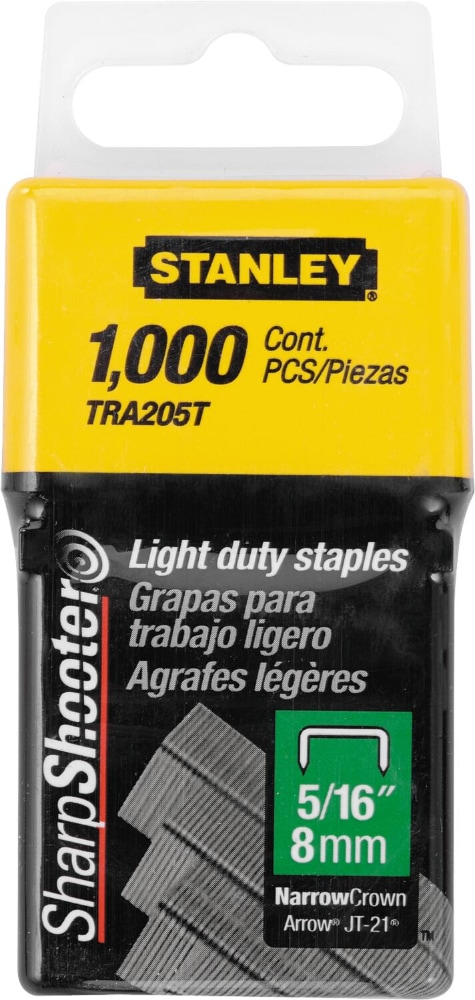 STANLEY®
1,000 Cont.
PCS/Piezas
TRA205T
SharpShooter
Light duty staples
Grapas para
trabajo ligero
Agrafes légères
5/16"
8mm
NarrowCrown
Arrow® JT-21®
TM